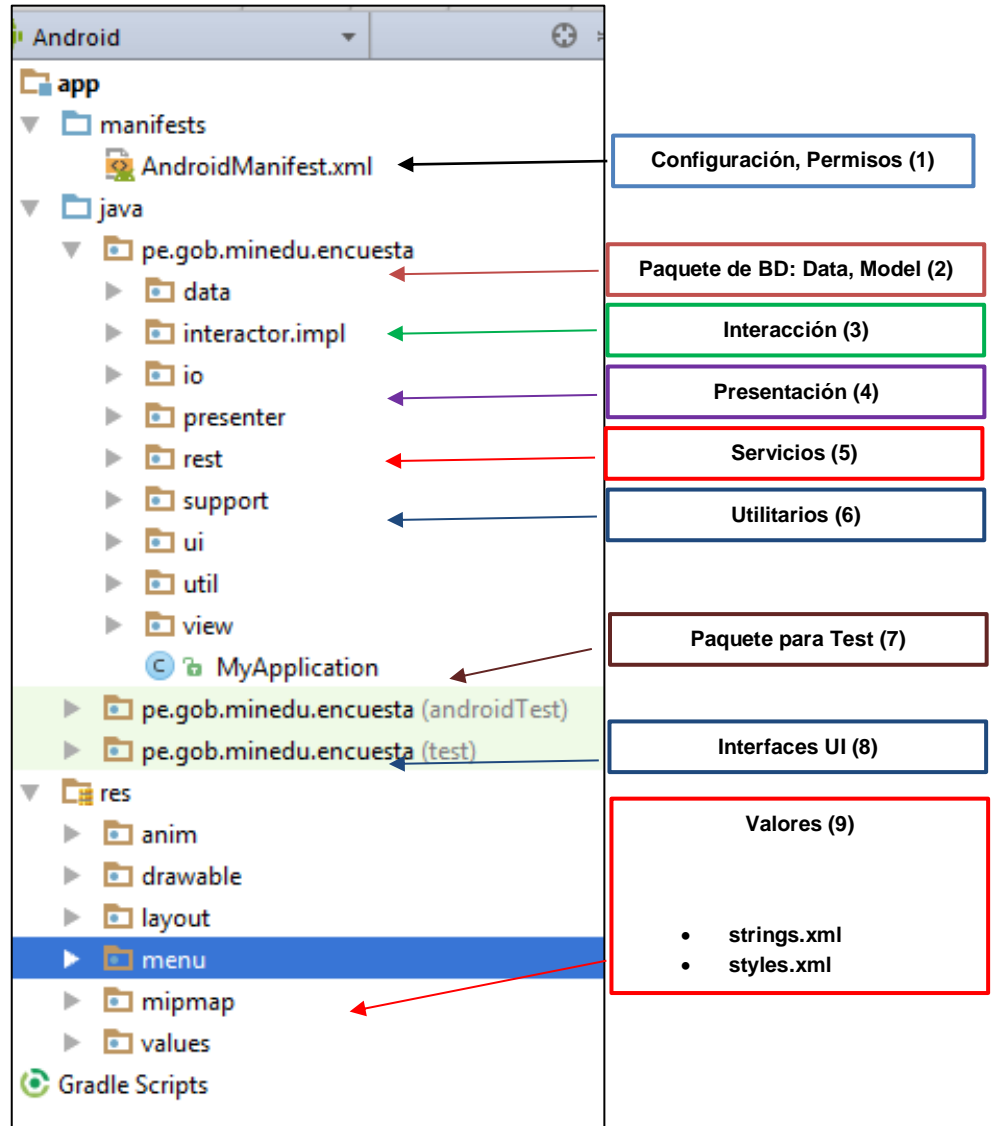 Android
app
manifests
AndroidManifest.xml
Configuración, Permisos (1)
java
pe.gob.minedu.encuesta
Paquete de BD: Data, Model (2)
data
interactor.impl
Interacción (3)
io
Presentación (4)
presenter
rest
Servicios (5)
support
Utilitarios (6)
ui
util
view
Paquete para Test (7)
MyApplication
pe.gob.minedu.encuesta (androidTest)
pe.gob.minedu.encuesta (test)
Interfaces UI (8)
res
Valores (9)
anim
drawable
layout
• strings.xml
menu
• styles.xml
mipmap
values
Gradle Scripts